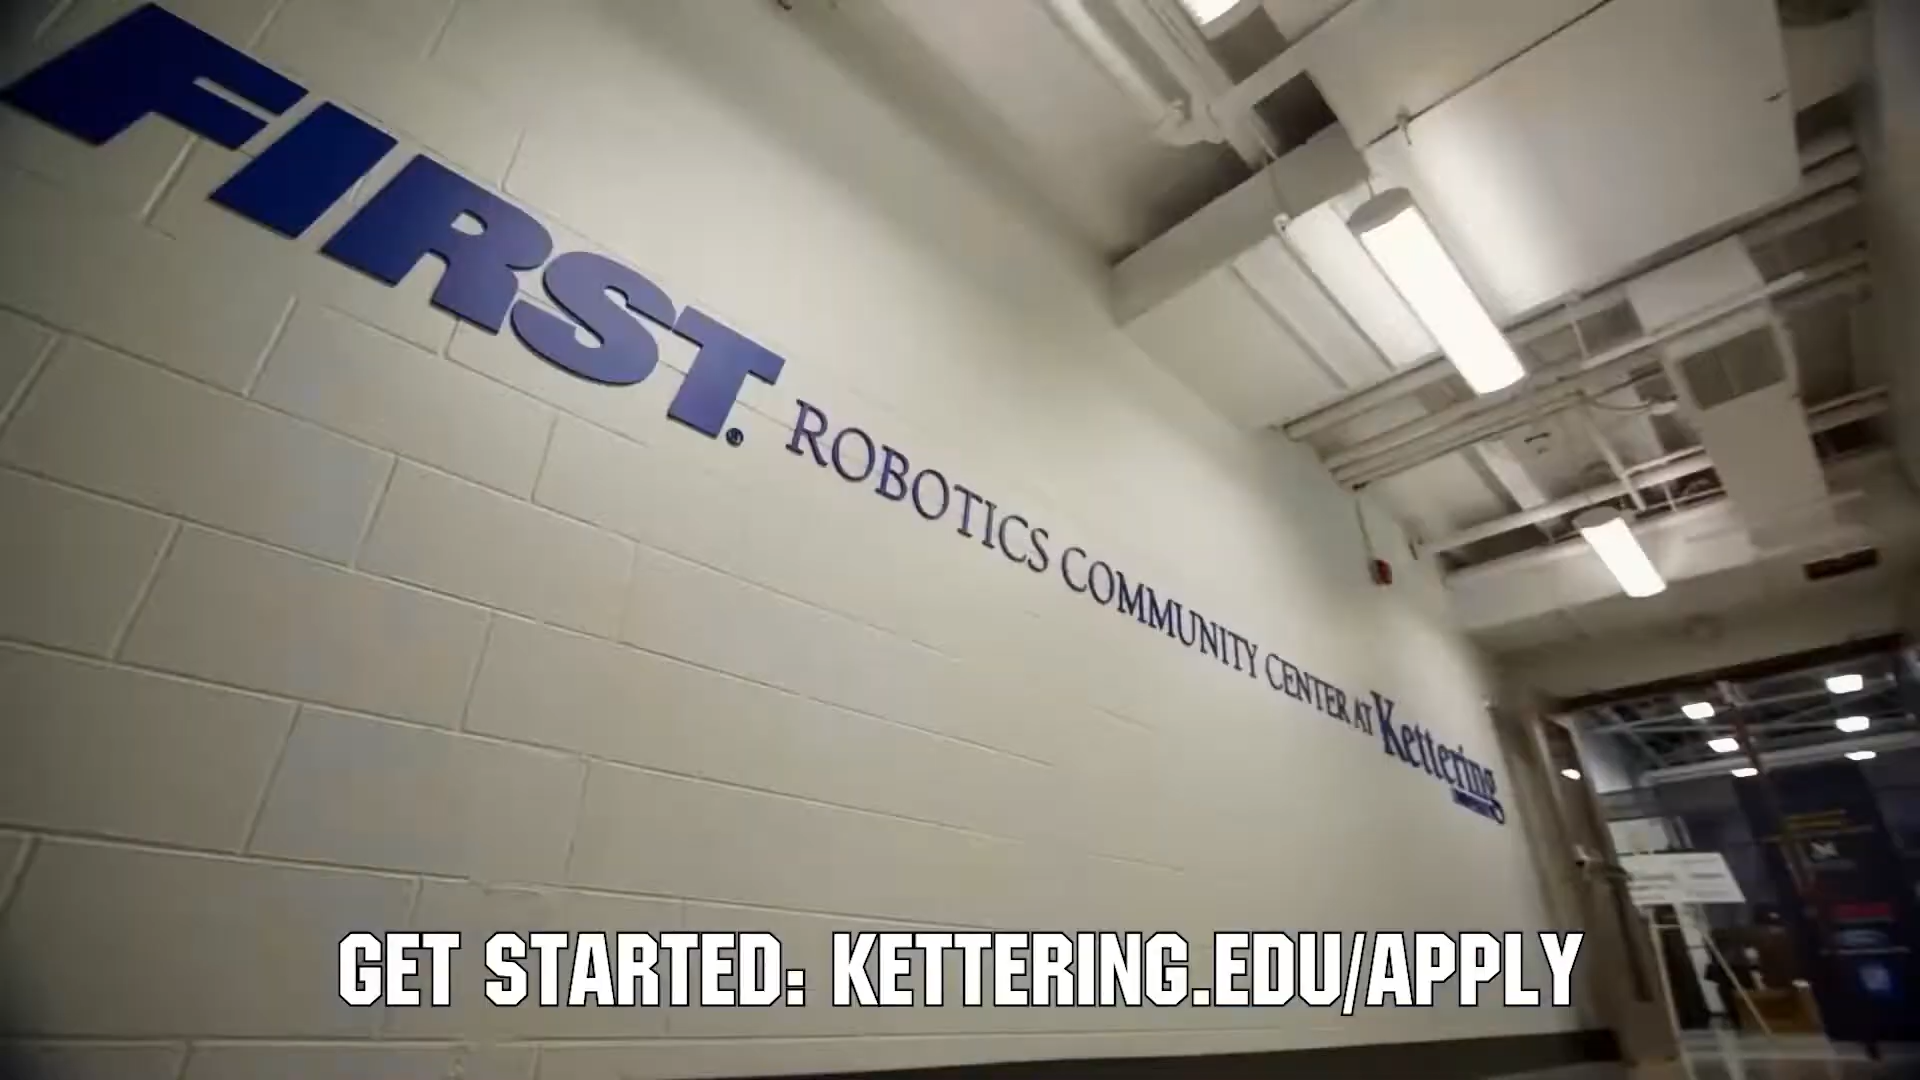 FIRST® ROBOTICS COMMUNITY CENTER AT Kettering
GET STARTED: KETTERING.EDU/APPLY